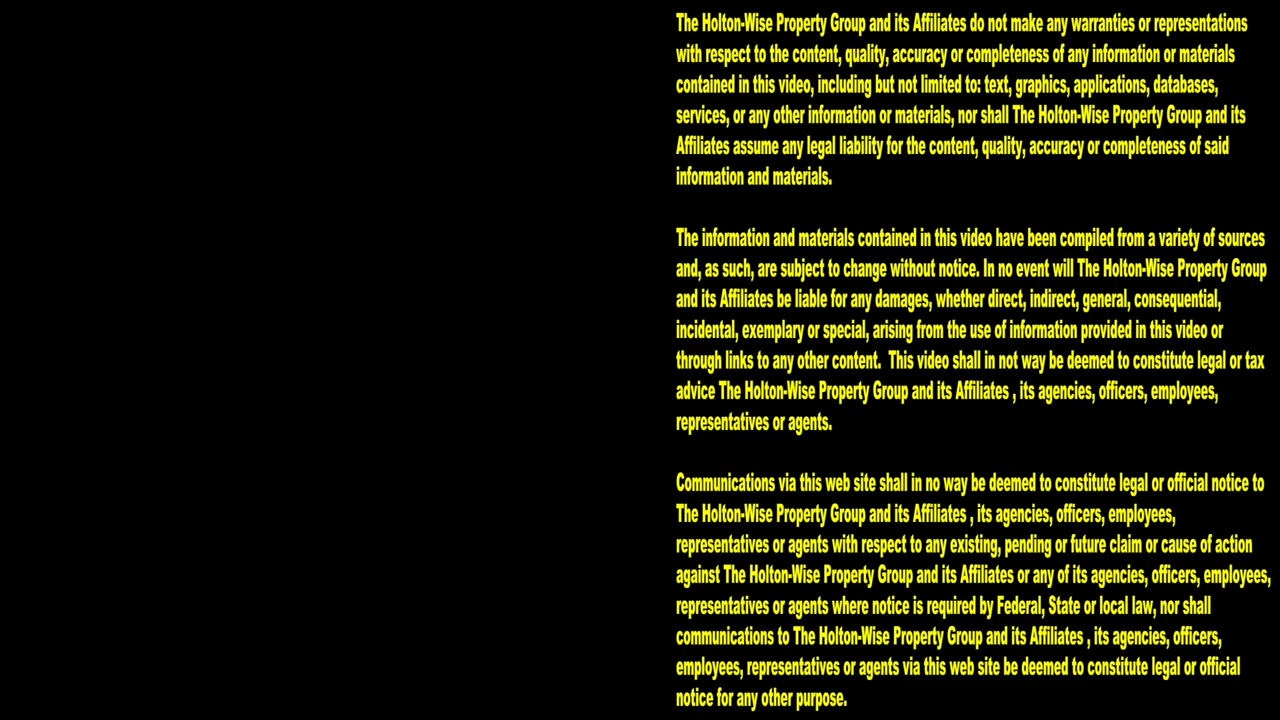 The Holton-Wise Property Group and its Affiliates do not make any warranties or representations
with respect to the content, quality, accuracy or completeness of any information or materials
contained in this video, including but not limited to: text, graphics, applications, databases,
services, or any other information or materials, nor shall The Holton-Wise Property Group and its
Affiliates assume any legal liability for the content, quality, accuracy or completeness of said
information and materials.
The information and materials contained in this video have been compiled from a variety of sources
and, as such, are subject to change without notice. In no event will The Holton-Wise Property Group
and its Affiliates be liable for any damages, whether direct, indirect, general, consequential,
incidental, exemplary or special, arising from the use of information provided in this video or
through links to any other content.  This video shall in not way be deemed to constitute legal or tax
advice The Holton-Wise Property Group and its Affiliates , its agencies, officers, employees,
representatives or agents.
Communications via this web site shall in no way be deemed to constitute legal or official notice to
The Holton-Wise Property Group and its Affiliates , its agencies, officers, employees,
representatives or agents with respect to any existing, pending or future claim or cause of action
against The Holton-Wise Property Group and its Affiliates or any of its agencies, officers, employees,
representatives or agents where notice is required by Federal, State or local law, nor shall
communications to The Holton-Wise Property Group and its Affiliates , its agencies, officers,
employees, representatives or agents via this web site be deemed to constitute legal or official
notice for any other purpose.